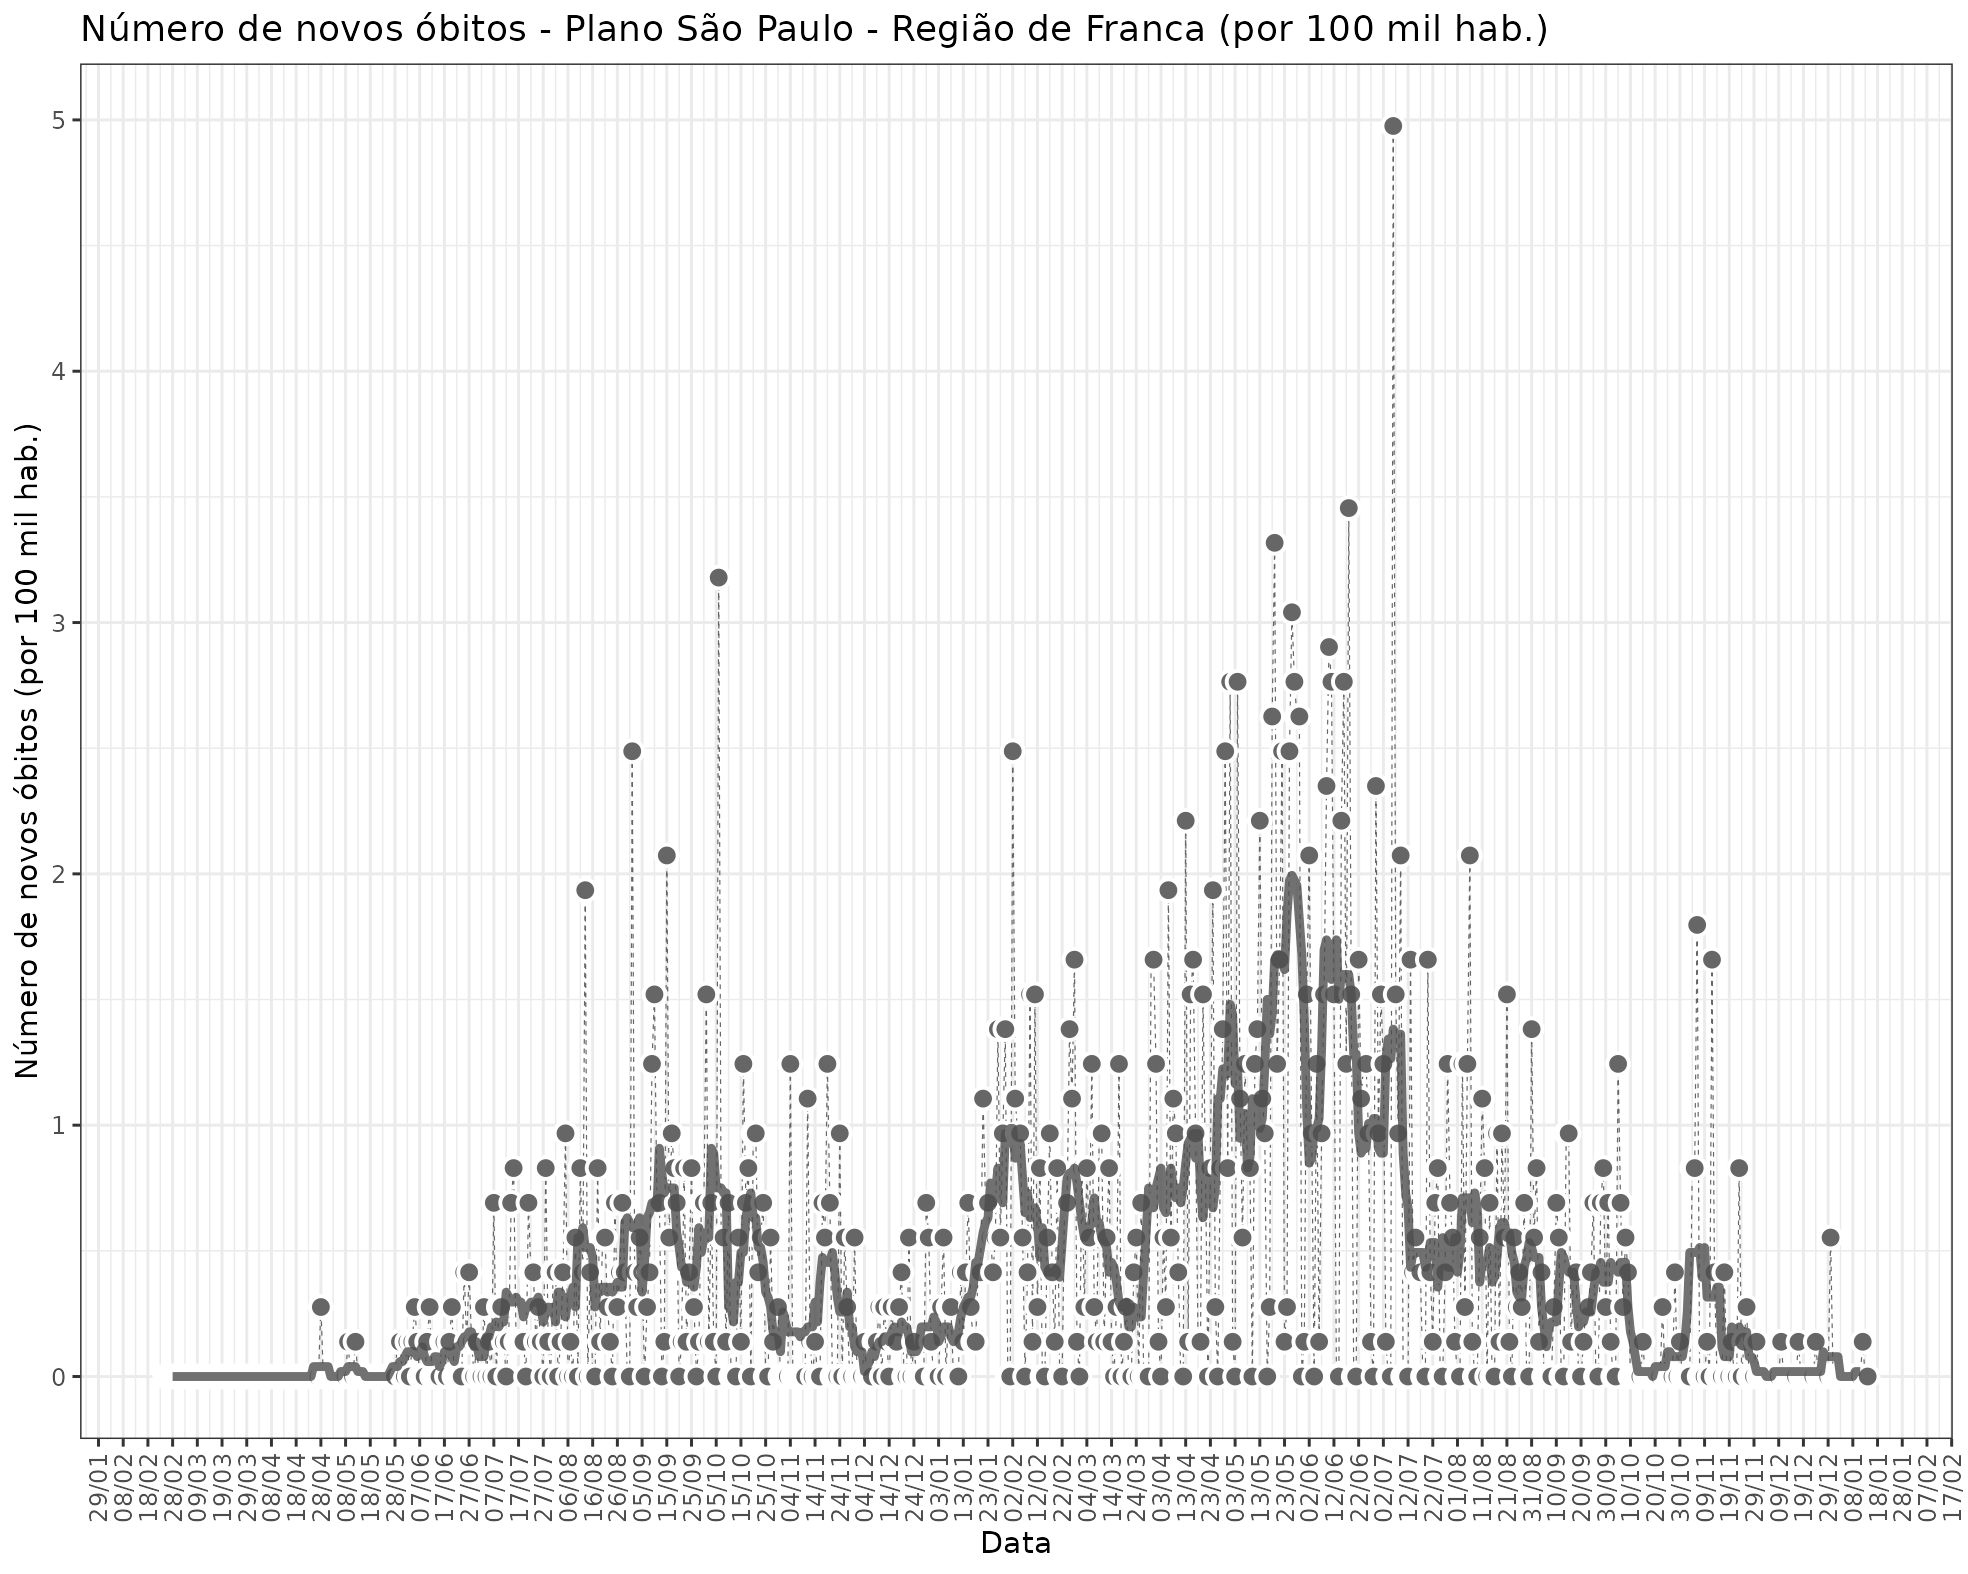 Número de novos óbitos - Plano São Paulo - Região de Franca (por 100 mil hab.)
Número de novos óbitos (por 100 mil hab.)
5
4
3
2
1
0
29/01 08/02 18/02 28/02 09/03 19/03 29/03 08/04 18/04 28/04 08/05 18/05 28/05 07/06 17/06 27/06 07/07 17/07 27/07 06/08 16/08 26/08 05/09 15/09 25/09 05/10 15/10 25/10 04/11 14/11 24/11 04/12 14/12 24/12 03/01 13/01 23/01 02/02 12/02 22/02 04/03 14/03 24/03 03/04 13/04 23/04 03/05 13/05 23/05 02/06 12/06 22/06 02/07 12/07 22/07 01/08 11/08 21/08 31/08 10/09 20/09 30/09 10/10 20/10 30/10 09/11 19/11 29/11 09/12 19/12 29/12 08/01 18/01 28/01 07/02 17/02
Data